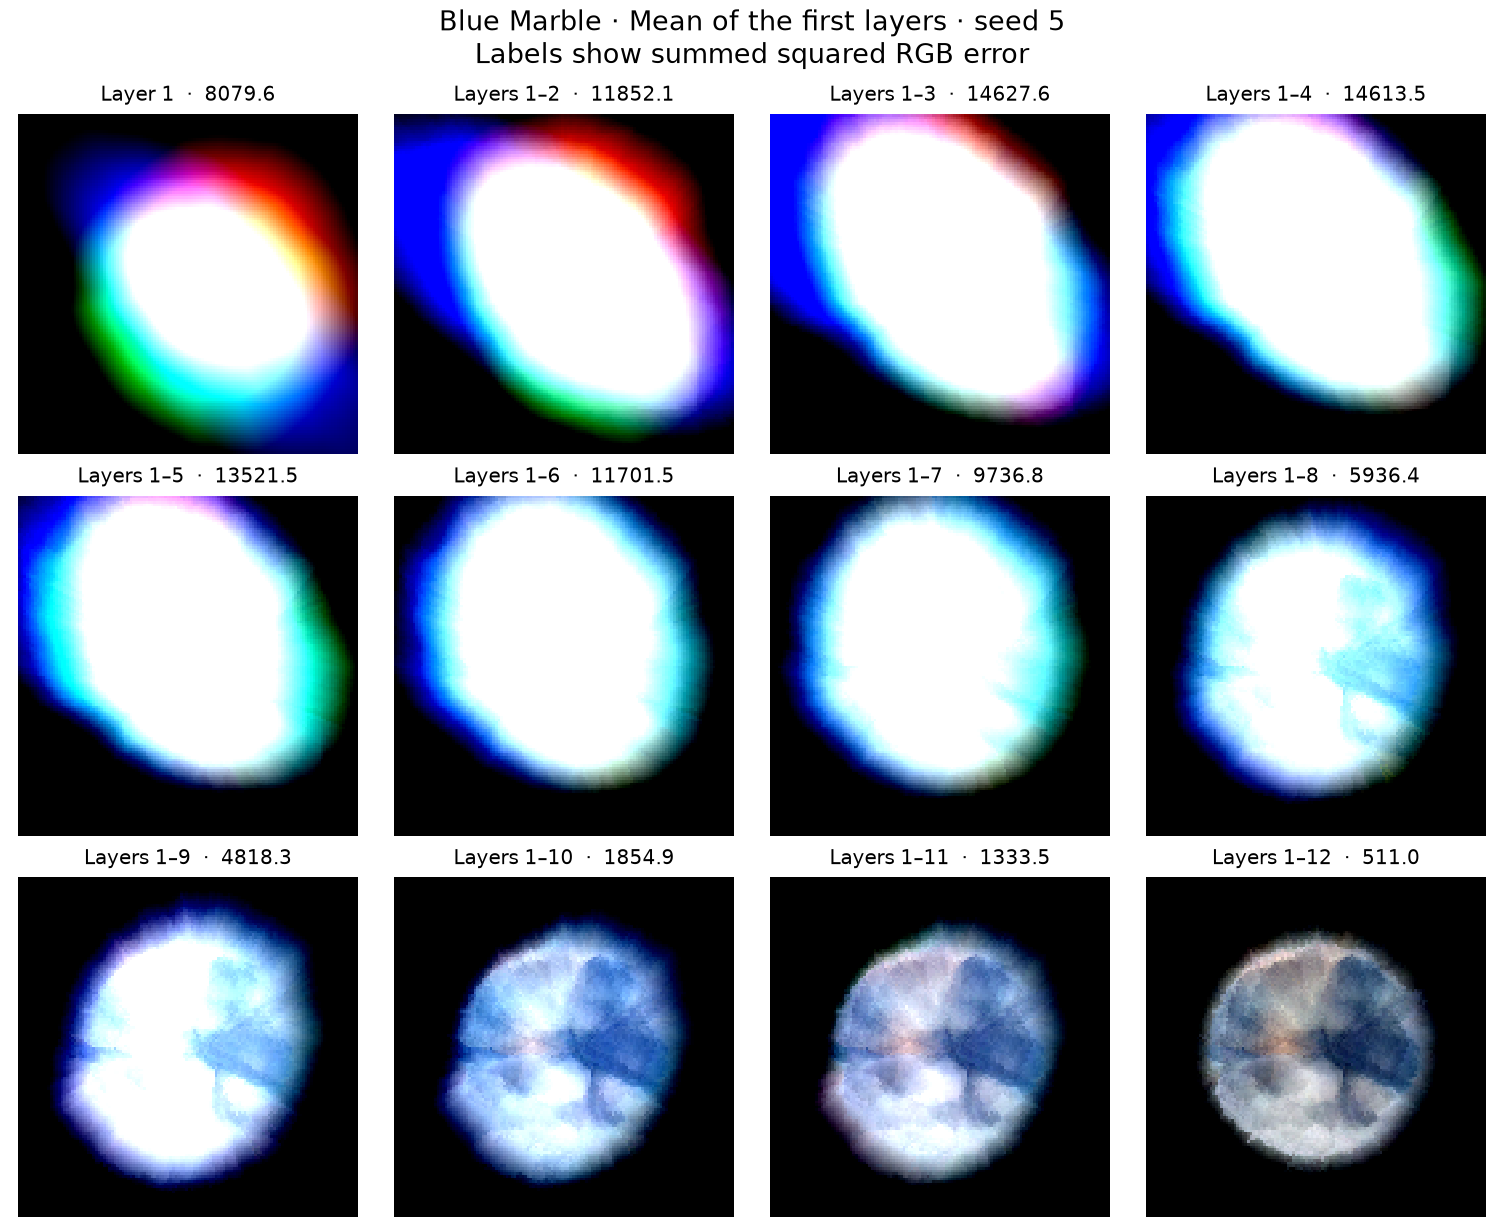 Blue Marble · Mean of the first layers · seed 5
Labels show summed squared RGB error
Layer 1 · 8079.6
Layers 1–2 · 11852.1
Layers 1–3 · 14627.6
Layers 1–4 · 14613.5
Layers 1–5 · 13521.5
Layers 1–6 · 11701.5
Layers 1–7 · 9736.8
Layers 1–8 · 5936.4
Layers 1–9 · 4818.3
Layers 1–10 · 1854.9
Layers 1–11 · 1333.5
Layers 1–12 · 511.0